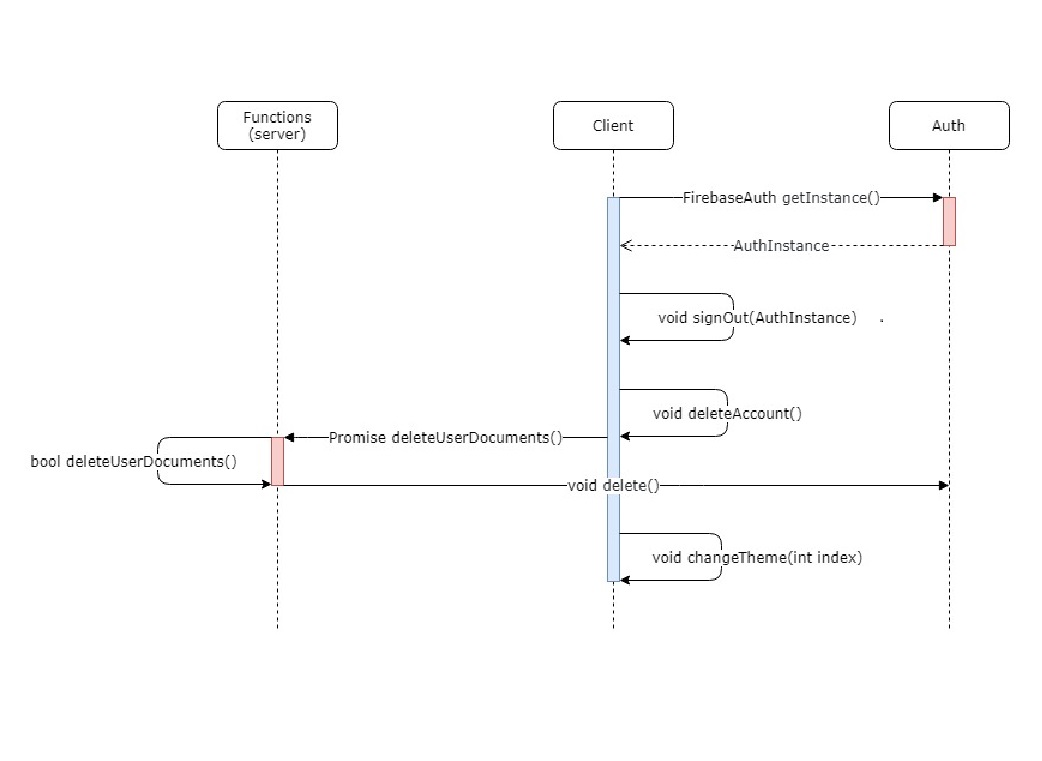 Functions
(server)
Client
Auth
FirebaseAuth getInstance()
AuthInstance
void signOut(AuthInstance)    .
void deleteAccount()
Promise deleteUserDocuments()
bool deleteUserDocuments()
void delete()
void changeTheme(int index)